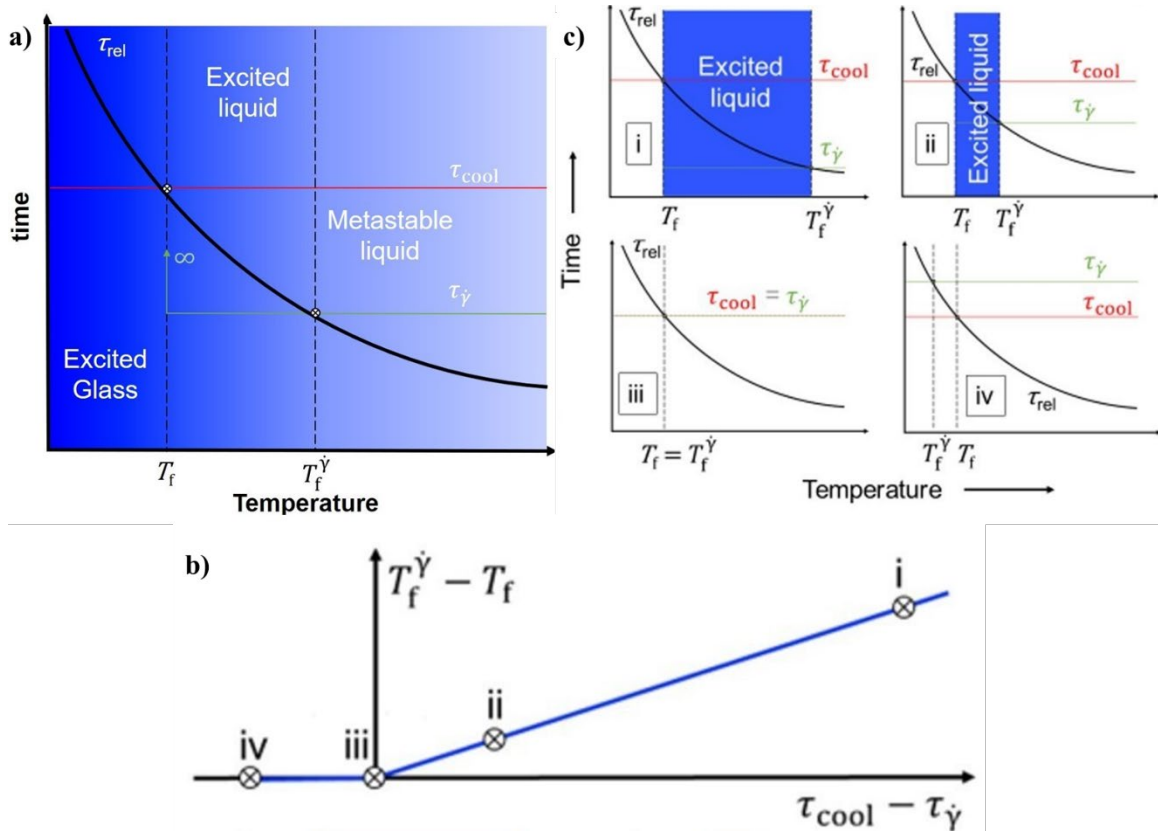 a)
τrel
Excited
liquid
τcool
Metastable
liquid
∞
τγ̇
Excited
Glass
time
Tf
Tfγ̇
Temperature
c)
τrel
Excited
liquid
τcool
τγ̇
i
Tf
Tfγ̇
τrel
Excited liquid
τcool
τγ̇
ii
Tf
Tfγ̇
Time
τrel
τcool = τγ̇
iii
Tf = Tfγ̇
τγ̇
τcool
iv
τrel
Tfγ̇ Tf
Temperature
b)
Tfγ̇ − Tf
i
ii
iv
iii
τcool − τγ̇